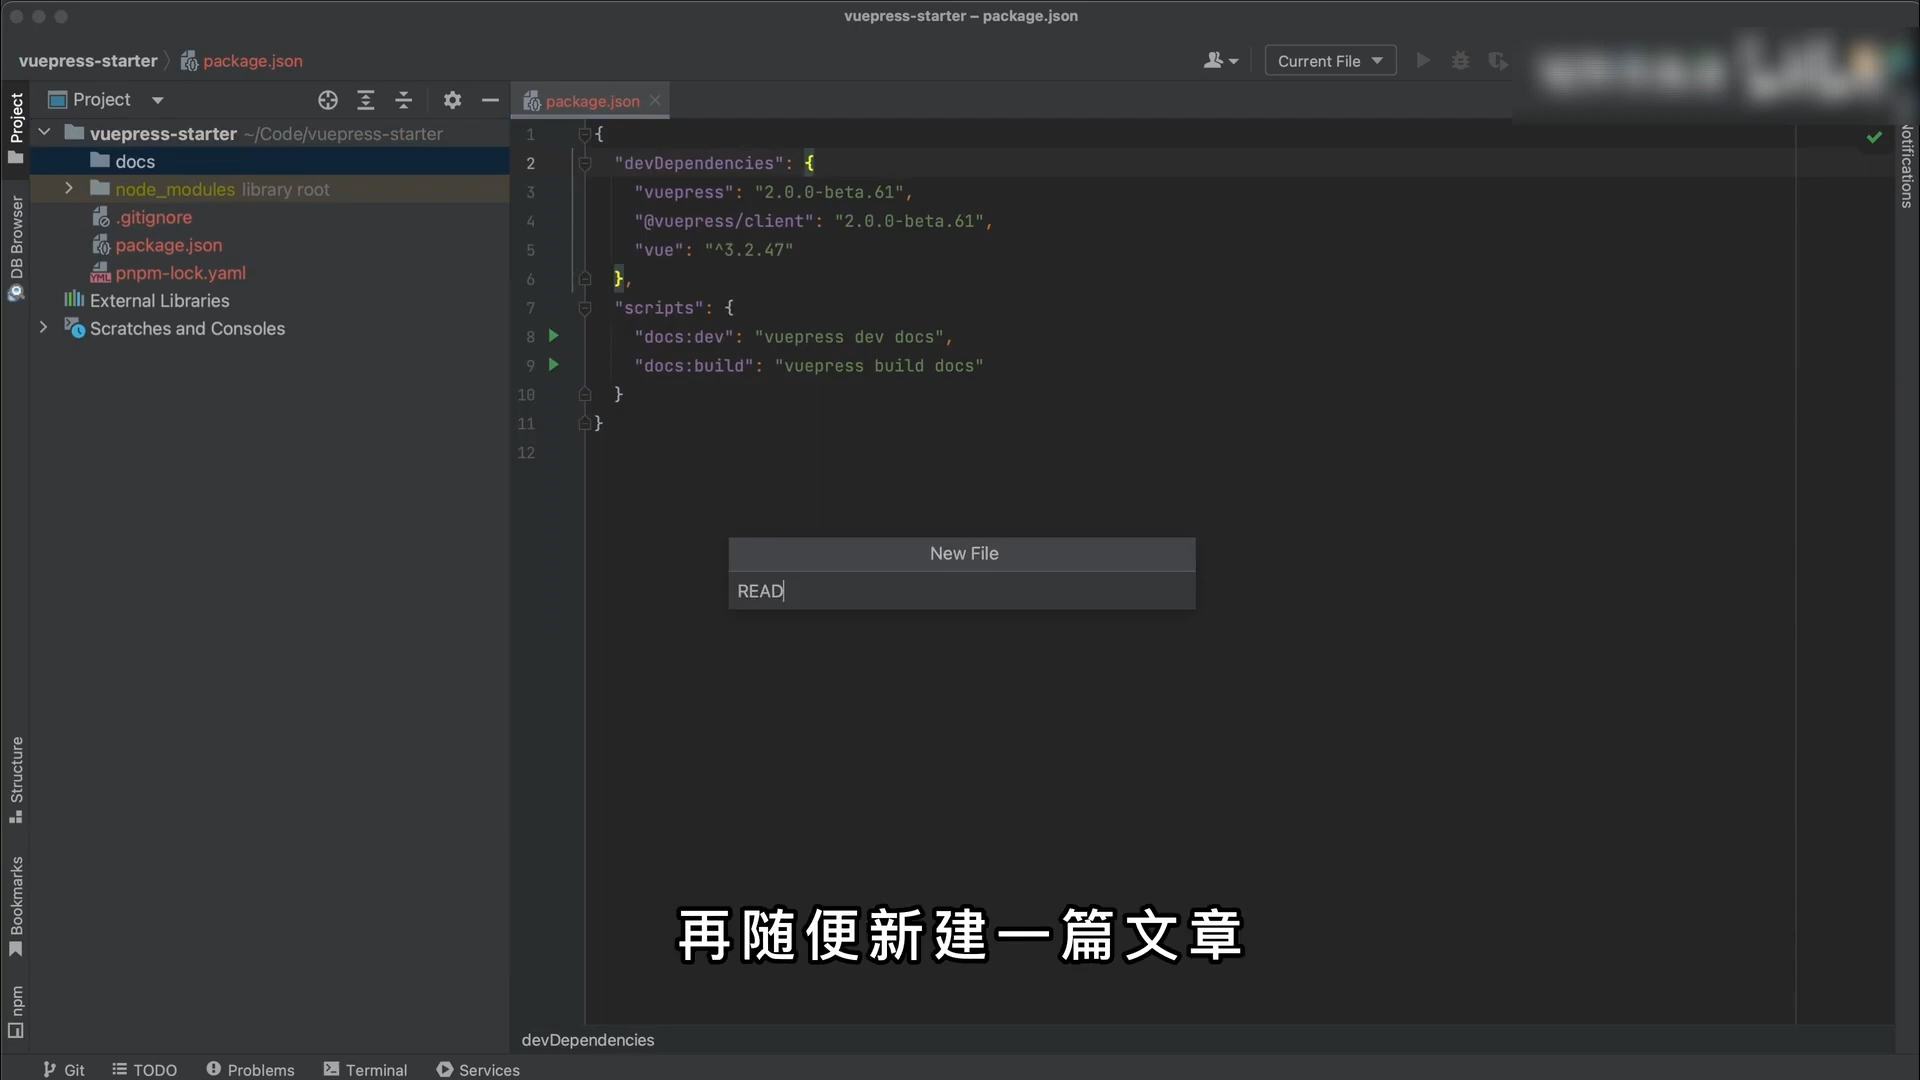 vuepress-starter – package.json
vuepress-starter package.json
Current File
Project
Project
package.json
vuepress-starter ~/Code/vuepress-starter
docs
node_modules library root
.gitignore
package.json
pnpm-lock.yaml
External Libraries
Scratches and Consoles
DB Browser
Structure
Bookmarks
npm
Notifications
1 {
2 "devDependencies": {
3 "vuepress": "2.0.0-beta.61",
4 "@vuepress/client": "2.0.0-beta.61",
5 "vue": "^3.2.47"
6 },
7 "scripts": {
8 "docs:dev": "vuepress dev docs",
9 "docs:build": "vuepress build docs"
10 }
11 }
12
New File
READ
再随便新建一篇文章
devDependencies
Git TODO Problems Terminal Services